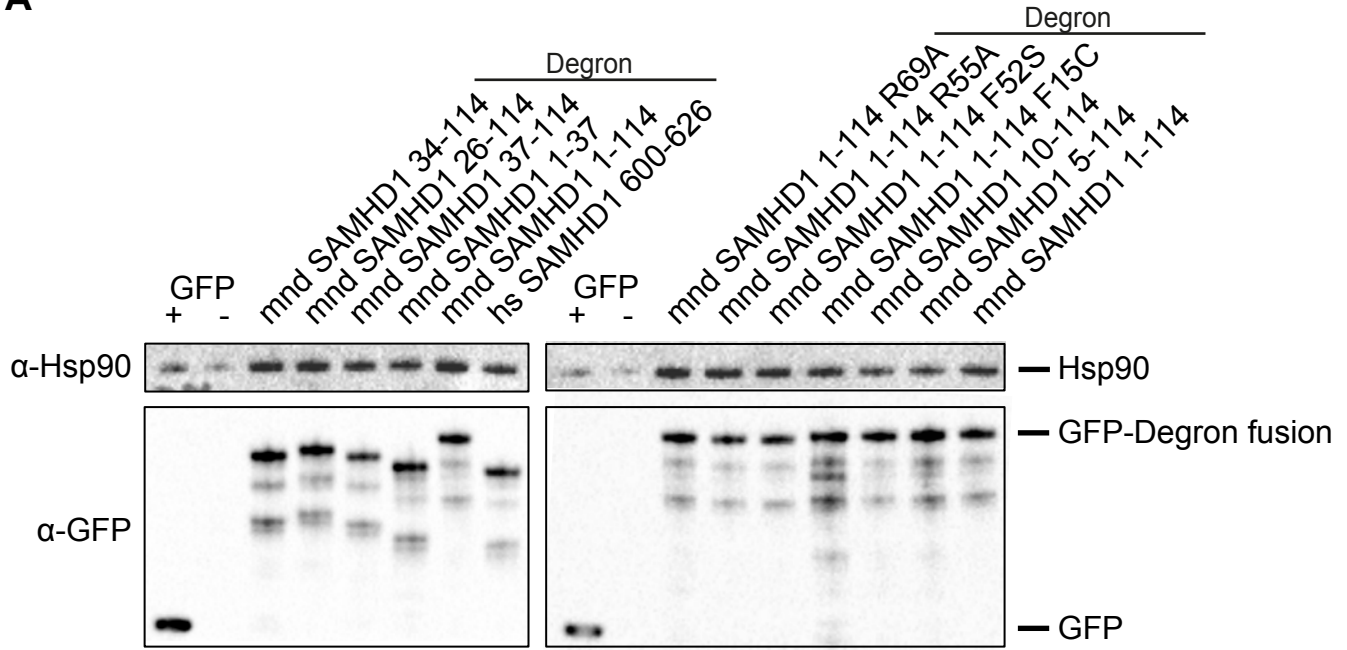 A
Degron
mnd SAMHD1 34-114
mnd SAMHD1 26-114
mnd SAMHD1 37-114
mnd SAMHD1 1-37
mnd SAMHD1 1-114
hs SAMHD1 600-626
Degron
mnd SAMHD1 1-114 R69A
mnd SAMHD1 1-114 R55A
mnd SAMHD1 1-114 F52S
mnd SAMHD1 1-114 F15C
mnd SAMHD1 10-114
mnd SAMHD1 5-114
mnd SAMHD1 1-114
GFP
+ -
GFP
+ -
α-Hsp90
Hsp90
GFP-Degron fusion
α-GFP
GFP